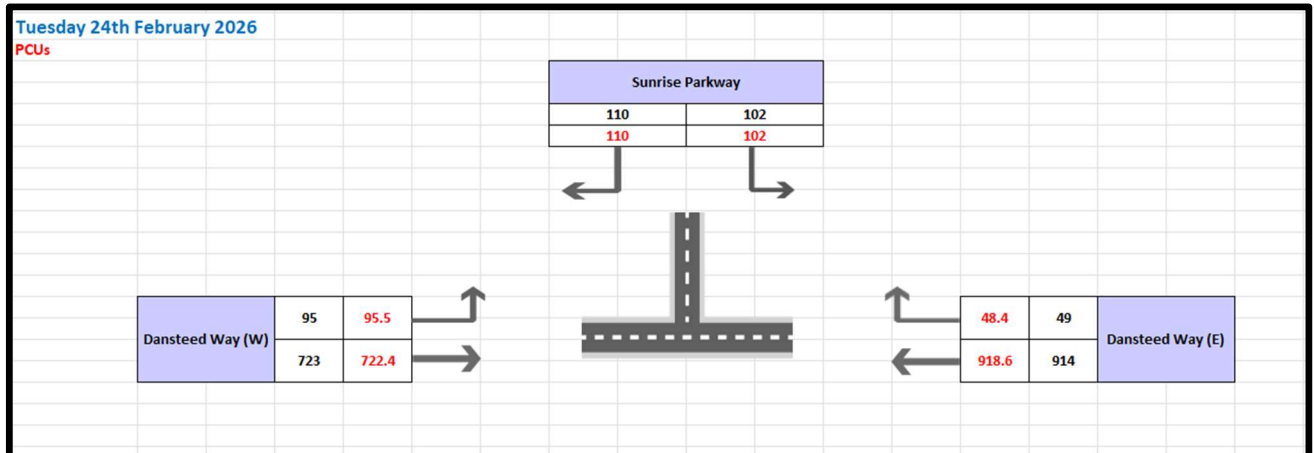 Tuesday 24th February 2026
PCUs
Sunrise Parkway
110 102
110 102
95 95.5
Dansteed Way (W)
723 722.4
48.4 49
Dansteed Way (E)
918.6 914